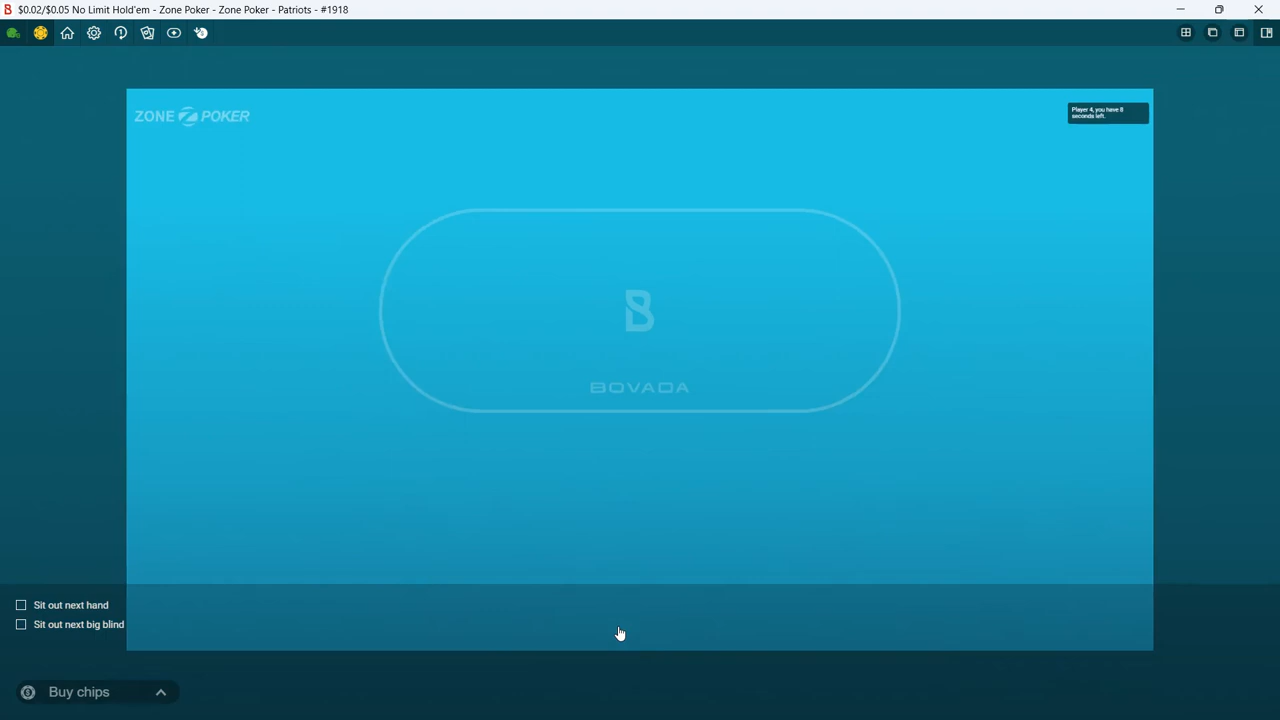 $0.02/$0.05 No Limit Hold'em - Zone Poker - Zone Poker - Patriots - #1918
ZONE POKER
Player 4, you have 8
seconds left.
BOVADA
Sit out next hand
Sit out next big blind
Buy chips